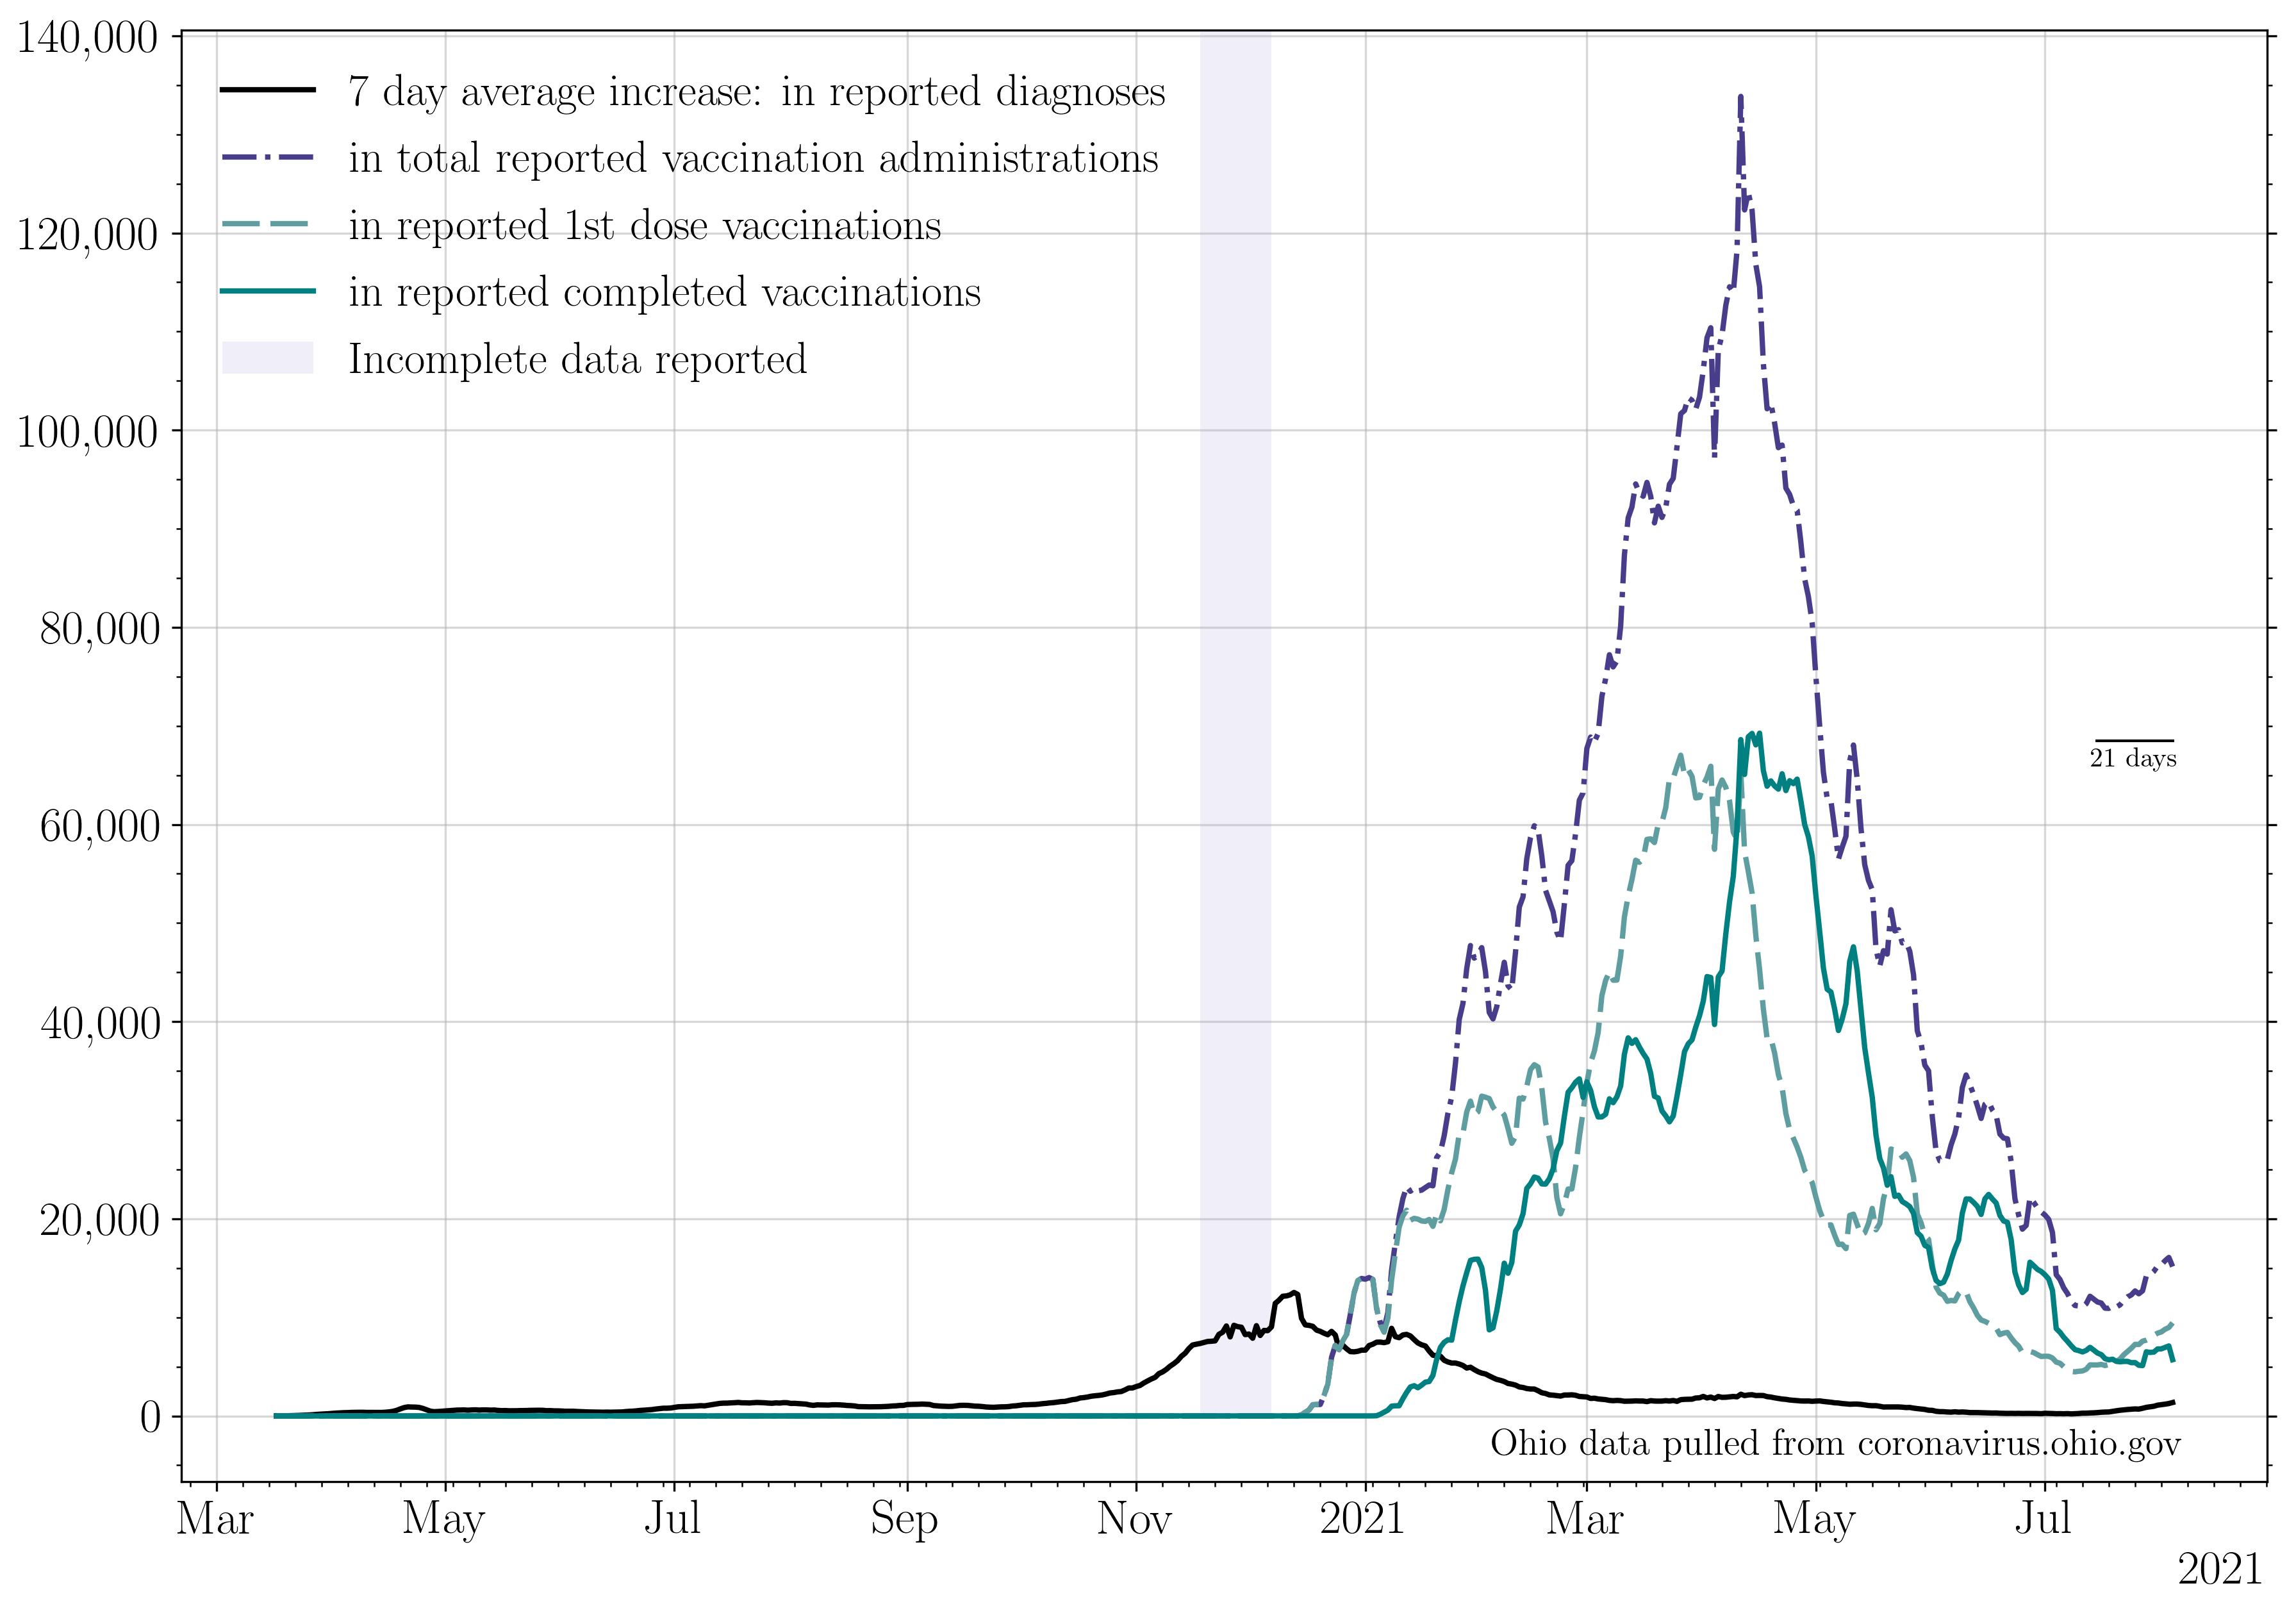 140,000
120,000
100,000
80,000
60,000
40,000
20,000
0
7 day average increase: in reported diagnoses
in total reported vaccination administrations
in reported 1st dose vaccinations
in reported completed vaccinations
Incomplete data reported
21 days
Ohio data pulled from coronavirus.ohio.gov
Mar May Jul Sep Nov 2021 Mar May Jul
2021